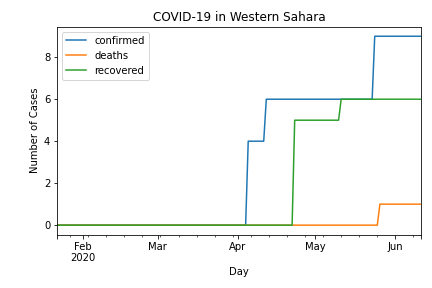 COVID-19 in Western Sahara
confirmed
deaths
recovered
Number of Cases
8
6
4
2
0
Feb
2020
Mar
Apr
May
Jun
Day